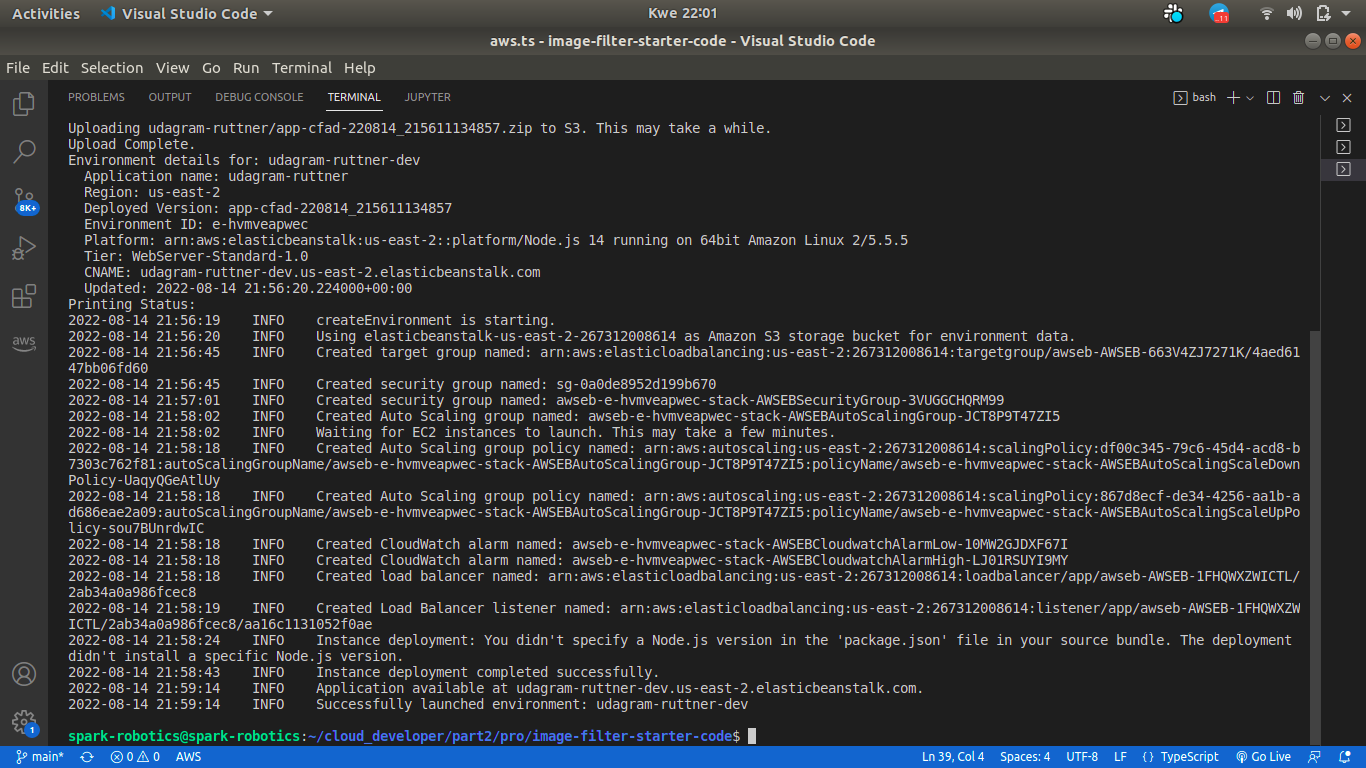 Activities
Visual Studio Code
Kwe 22:01
11
aws.ts - image-filter-starter-code - Visual Studio Code
File Edit Selection View Go Run Terminal Help
PROBLEMS OUTPUT DEBUG CONSOLE TERMINAL JUPYTER
bash
Uploading udagram-ruttner/app-cfad-220814_215611134857.zip to S3. This may take a while.
Upload Complete.
Environment details for: udagram-ruttner-dev
Application name: udagram-ruttner
Region: us-east-2
Deployed Version: app-cfad-220814_215611134857
Environment ID: e-hvmveapwec
Platform: arn:aws:elasticbeanstalk:us-east-2::platform/Node.js 14 running on 64bit Amazon Linux 2/5.5.5
Tier: WebServer-Standard-1.0
CNAME: udagram-ruttner-dev.us-east-2.elasticbeanstalk.com
Updated: 2022-08-14 21:56:20.224000+00:00
Printing Status:
2022-08-14 21:56:19 INFO createEnvironment is starting.
2022-08-14 21:56:20 INFO Using elasticbeanstalk-us-east-2-267312008614 as Amazon S3 storage bucket for environment data.
2022-08-14 21:56:45 INFO Created target group named: arn:aws:elasticloadbalancing:us-east-2:267312008614:targetgroup/awseb-AWSEB-663V4ZJ7271K/4aed61
47bb06fd60
2022-08-14 21:56:45 INFO Created security group named: sg-0a0de8952d199b670
2022-08-14 21:57:01 INFO Created security group named: awseb-e-hvmveapwec-stack-AWSEBSecurityGroup-3VUGGCHQRM99
2022-08-14 21:58:02 INFO Created Auto Scaling group named: awseb-e-hvmveapwec-stack-AWSEBAutoScalingGroup-JCT8P9T47ZI5
2022-08-14 21:58:02 INFO Waiting for EC2 instances to launch. This may take a few minutes.
2022-08-14 21:58:18 INFO Created Auto Scaling group policy named: arn:aws:autoscaling:us-east-2:267312008614:scalingPolicy:df00c345-79c6-45d4-acd8-b
7303c762f81:autoScalingGroupName/awseb-e-hvmveapwec-stack-AWSEBAutoScalingGroup-JCT8P9T47ZI5:policyName/awseb-e-hvmveapwec-stack-AWSEBAutoScalingScaleDown
Policy-UaqyQGeAtlUy
2022-08-14 21:58:18 INFO Created Auto Scaling group policy named: arn:aws:autoscaling:us-east-2:267312008614:scalingPolicy:867d8ecf-de34-4256-aa1b-a
d686eae2a09:autoScalingGroupName/awseb-e-hvmveapwec-stack-AWSEBAutoScalingGroup-JCT8P9T47ZI5:policyName/awseb-e-hvmveapwec-stack-AWSEBAutoScalingScaleUpPo
licy-sou7BUnrdwIC
2022-08-14 21:58:18 INFO Created CloudWatch alarm named: awseb-e-hvmveapwec-stack-AWSEBCloudwatchAlarmLow-10MW2GJDXF67I
2022-08-14 21:58:18 INFO Created CloudWatch alarm named: awseb-e-hvmveapwec-stack-AWSEBCloudwatchAlarmHigh-LJ01RSUYI9MY
2022-08-14 21:58:18 INFO Created load balancer named: arn:aws:elasticloadbalancing:us-east-2:267312008614:loadbalancer/app/awseb-AWSEB-1FHQWXZWICTL/
2ab34a0a986fcec8
2022-08-14 21:58:19 INFO Created Load Balancer listener named: arn:aws:elasticloadbalancing:us-east-2:267312008614:listener/app/awseb-AWSEB-1FHQWXZW
ICTL/2ab34a0a986fcec8/aa16c1131052f0ae
2022-08-14 21:58:24 INFO Instance deployment: You didn't specify a Node.js version in the 'package.json' file in your source bundle. The deployment
didn't install a specific Node.js version.
2022-08-14 21:58:43 INFO Instance deployment completed successfully.
2022-08-14 21:59:14 INFO Application available at udagram-ruttner-dev.us-east-2.elasticbeanstalk.com.
2022-08-14 21:59:14 INFO Successfully launched environment: udagram-ruttner-dev
spark-robotics@spark-robotics:~/cloud_developer/part2/pro/image-filter-starter-code$
8K+
aws
1
main* 0 0 AWS
Ln 39, Col 4 Spaces: 4 UTF-8 LF {} TypeScript Go Live